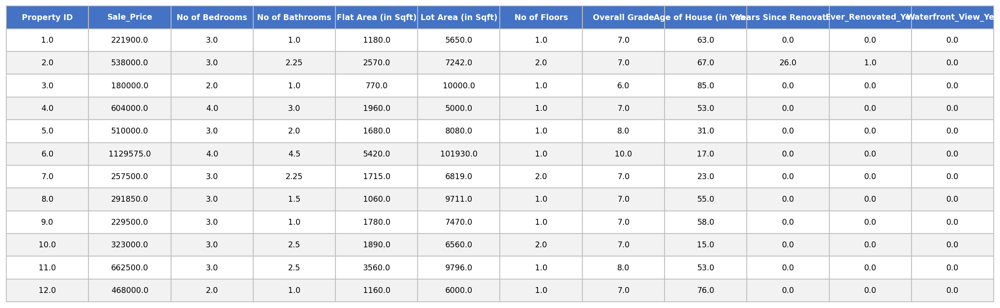 Property ID Sale_Price No of Bedrooms No of Bathrooms Flat Area (in Sqft) Lot Area (in Sqft) No of Floors Overall Grade Age of House (in Years Since Renovati Ever_Renovated_Ye Waterfront_View_Ye
1.0 221900.0 3.0 1.0 1180.0 5650.0 1.0 7.0 63.0 0.0 0.0 0.0
2.0 538000.0 3.0 2.25 2570.0 7242.0 2.0 7.0 67.0 26.0 1.0 0.0
3.0 180000.0 2.0 1.0 770.0 10000.0 1.0 6.0 85.0 0.0 0.0 0.0
4.0 604000.0 4.0 3.0 1960.0 5000.0 1.0 7.0 53.0 0.0 0.0 0.0
5.0 510000.0 3.0 2.0 1680.0 8080.0 1.0 8.0 31.0 0.0 0.0 0.0
6.0 1129575.0 4.0 4.5 5420.0 101930.0 1.0 10.0 17.0 0.0 0.0 0.0
7.0 257500.0 3.0 2.25 1715.0 6819.0 2.0 7.0 23.0 0.0 0.0 0.0
8.0 291850.0 3.0 1.5 1060.0 9711.0 1.0 7.0 55.0 0.0 0.0 0.0
9.0 229500.0 3.0 1.0 1780.0 7470.0 1.0 7.0 58.0 0.0 0.0 0.0
10.0 323000.0 3.0 2.5 1890.0 6560.0 2.0 7.0 15.0 0.0 0.0 0.0
11.0 662500.0 3.0 2.5 3560.0 9796.0 1.0 8.0 53.0 0.0 0.0 0.0
12.0 468000.0 2.0 1.0 1160.0 6000.0 1.0 7.0 76.0 0.0 0.0 0.0